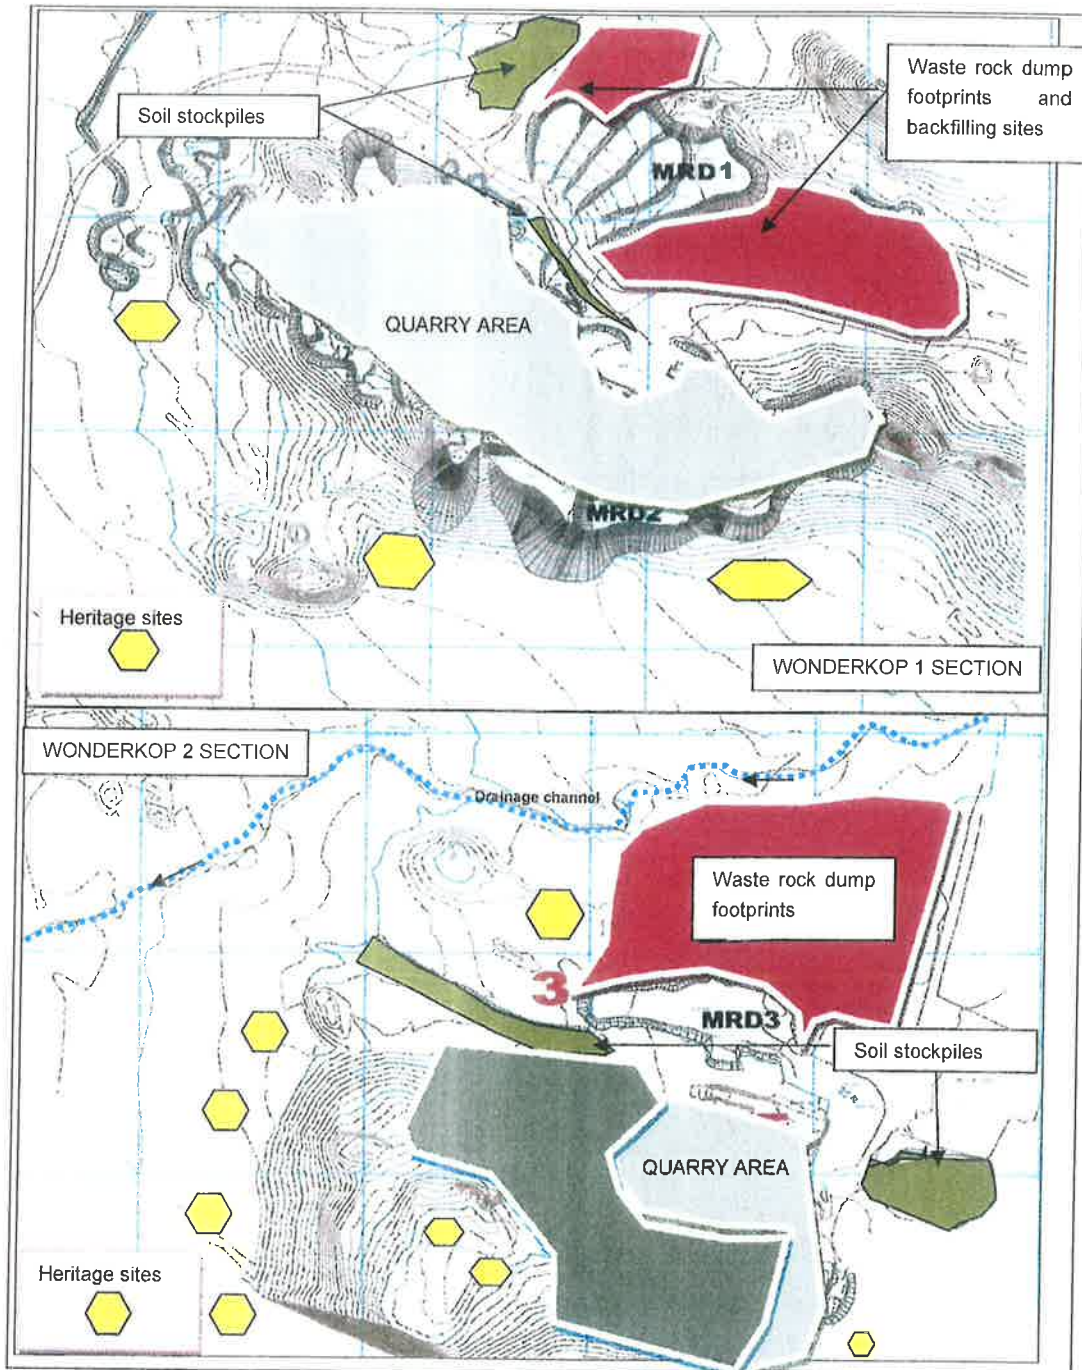 Waste rock dump
footprints and
backfilling sites
Soil stockpiles
MRD1
QUARRY AREA
MRD2
Heritage sites
WONDERKOP 1 SECTION
WONDERKOP 2 SECTION
Drainage channel
Waste rock dump
footprints
3
MRD3
Soil stockpiles
QUARRY AREA
Heritage sites